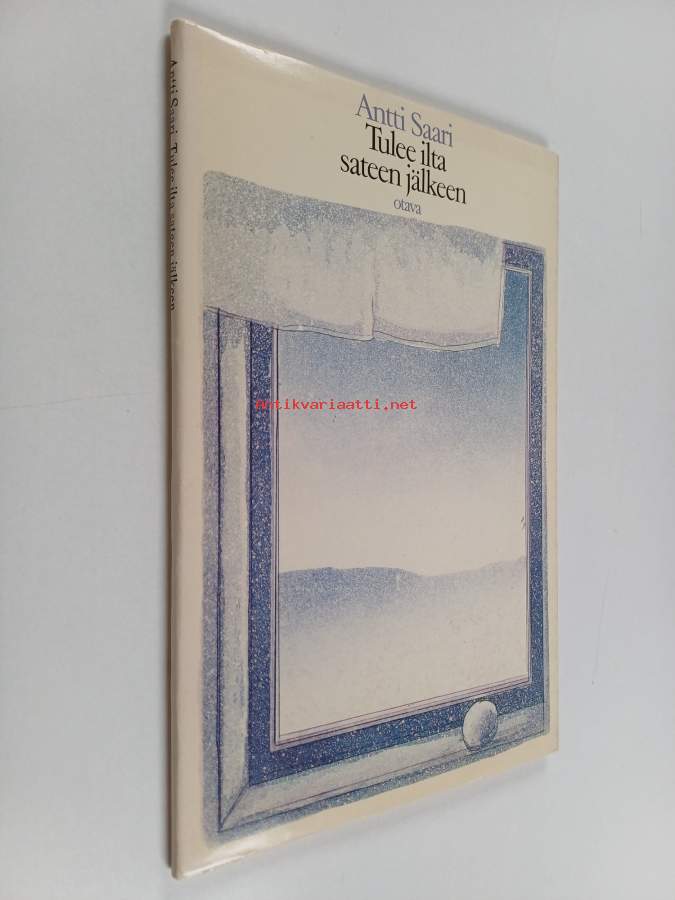 Antti Saari
Tulee ilta
sateen jälkeen
otava
Antti Saari Tulee ilta sateen jälkeen
Antikvariaatti.net